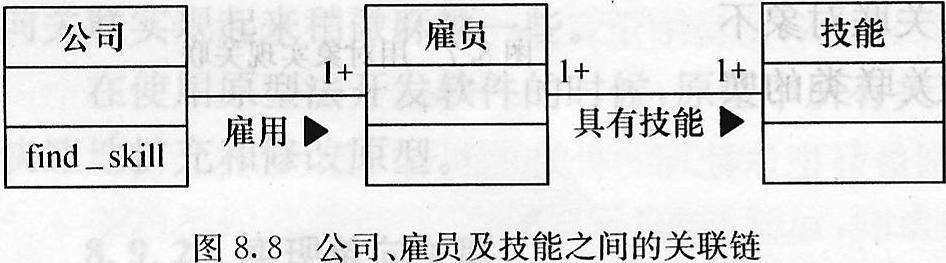 公司
雇员
技能
1+
1+
1+
雇用 ▶
具有技能 ▶
find_skill
图 8.8 公司、雇员及技能之间的关联链